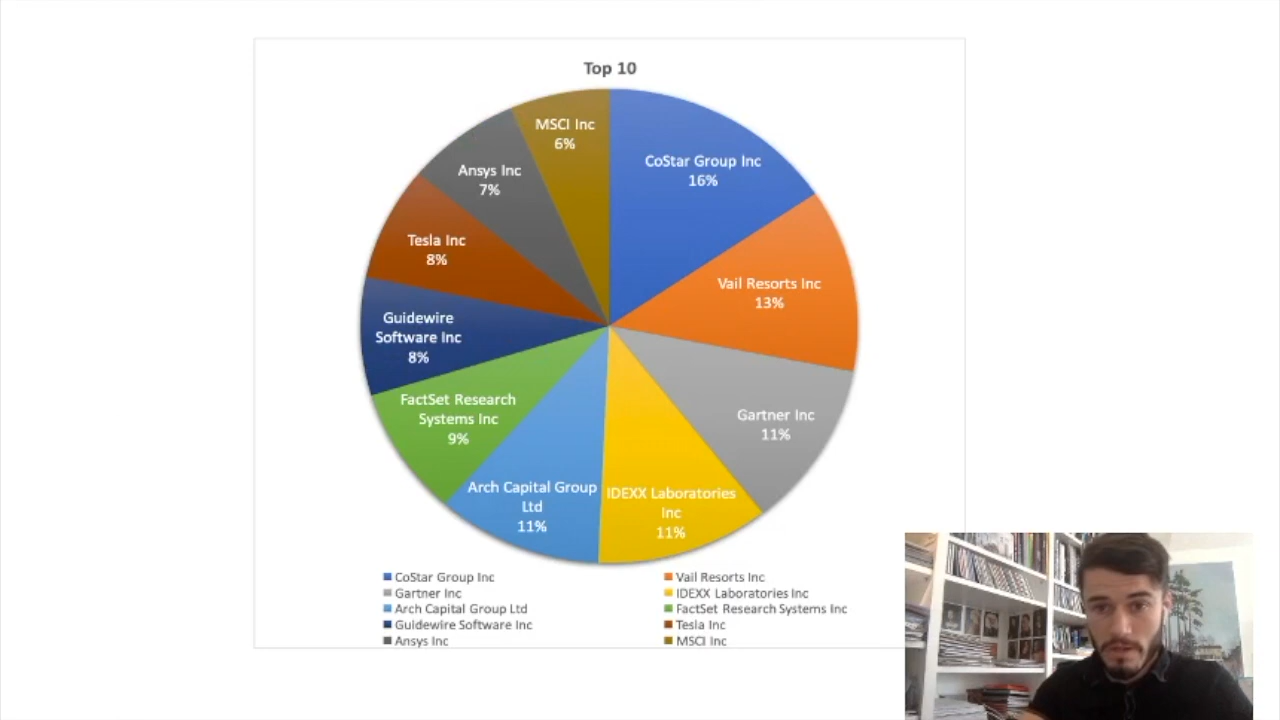 Top 10
MSCI Inc
6%
CoStar Group Inc
16%
Ansys Inc
7%
Tesla Inc
8%
Vail Resorts Inc
13%
Guidewire
Software Inc
8%
FactSet Research
Systems Inc
9%
Gartner Inc
11%
Arch Capital Group
Ltd
11%
IDEXX Laboratories
Inc
11%
CoStar Group Inc
Vail Resorts Inc
Gartner Inc
IDEXX Laboratories Inc
Arch Capital Group Ltd
FactSet Research Systems Inc
Guidewire Software Inc
Tesla Inc
Ansys Inc
MSCI Inc